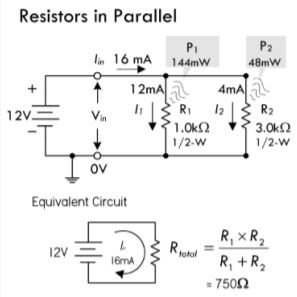 Resistors in Parallel
P₁ P₂
Iin 16 mA 144mW 48mW
+ 12mA 4mA
12V Vin I₁ R₁ I₂ R₂
− 1.0kΩ 3.0kΩ
1/2-W 1/2-W
0V
Equivalent Circuit
12V 16mA Rtotal = R₁ × R₂
R₁ + R₂
= 750Ω